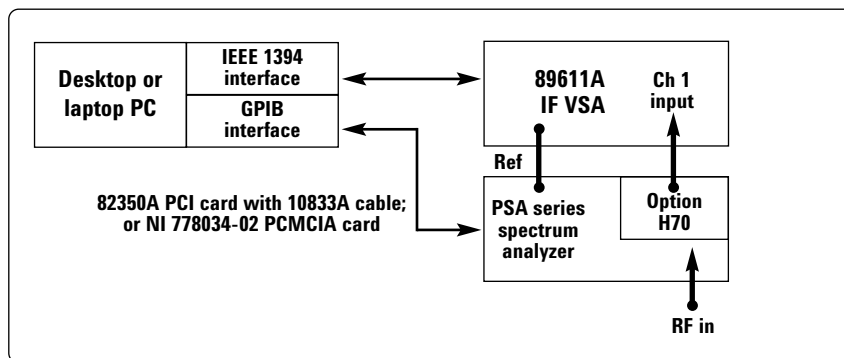 Desktop or
laptop PC
IEEE 1394
interface
GPIB
interface
89611A
IF VSA
Ch 1
input
Ref
82350A PCI card with 10833A cable;
or NI 778034-02 PCMCIA card
PSA series
spectrum
analyzer
Option
H70
RF in